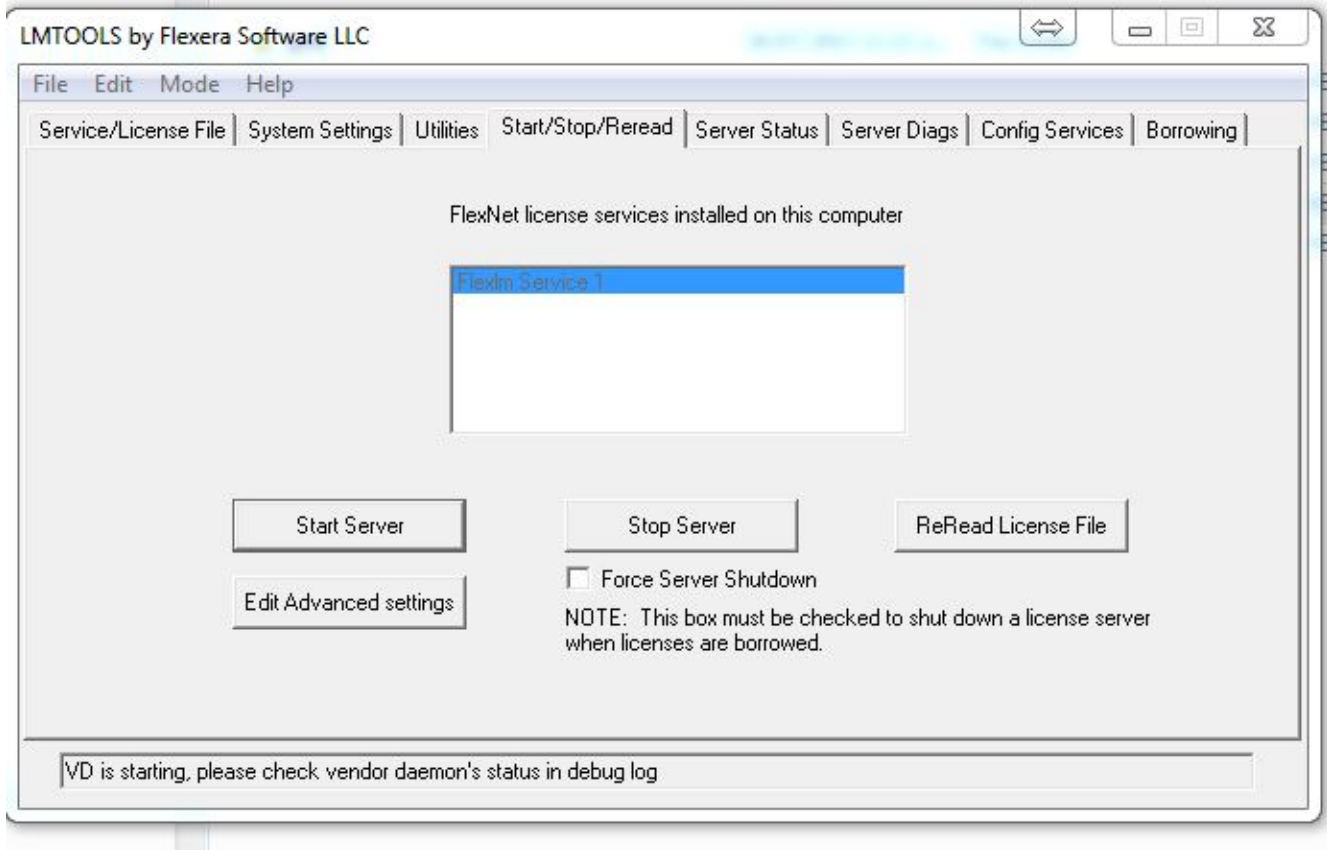 LMTOOLS by Flexera Software LLC
File Edit Mode Help
Service/License File System Settings Utilities Start/Stop/Reread Server Status Server Diags Config Services Borrowing
FlexNet license services installed on this computer
Flexlm Service 1
Start Server Stop Server ReRead License File
Edit Advanced settings
Force Server Shutdown
NOTE: This box must be checked to shut down a license server
when licenses are borrowed.
VD is starting, please check vendor daemon's status in debug log